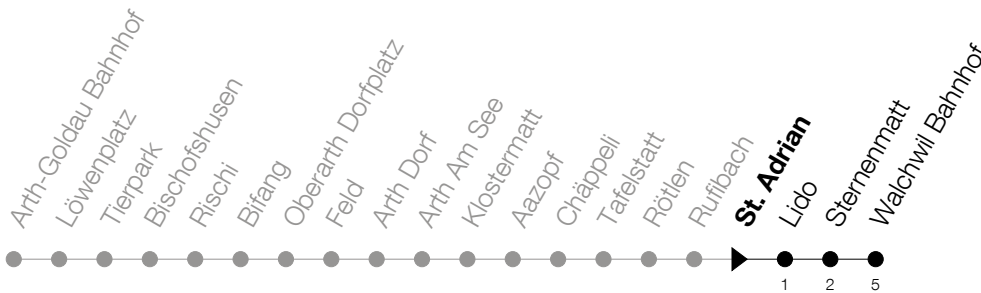 Arth-Goldau Bahnhof
Löwenplatz
Tierpark
Bischofshusen
Rischi
Bifang
Oberarth Dorfplatz
Feld
Arth Dorf
Arth Am See
Klostermatt
Aazopf
Chäppeli
Tafelstatt
Rötlen
Rufibach
St. Adrian
Lido
Sternenmatt
Walchwil Bahnhof
1 2 5